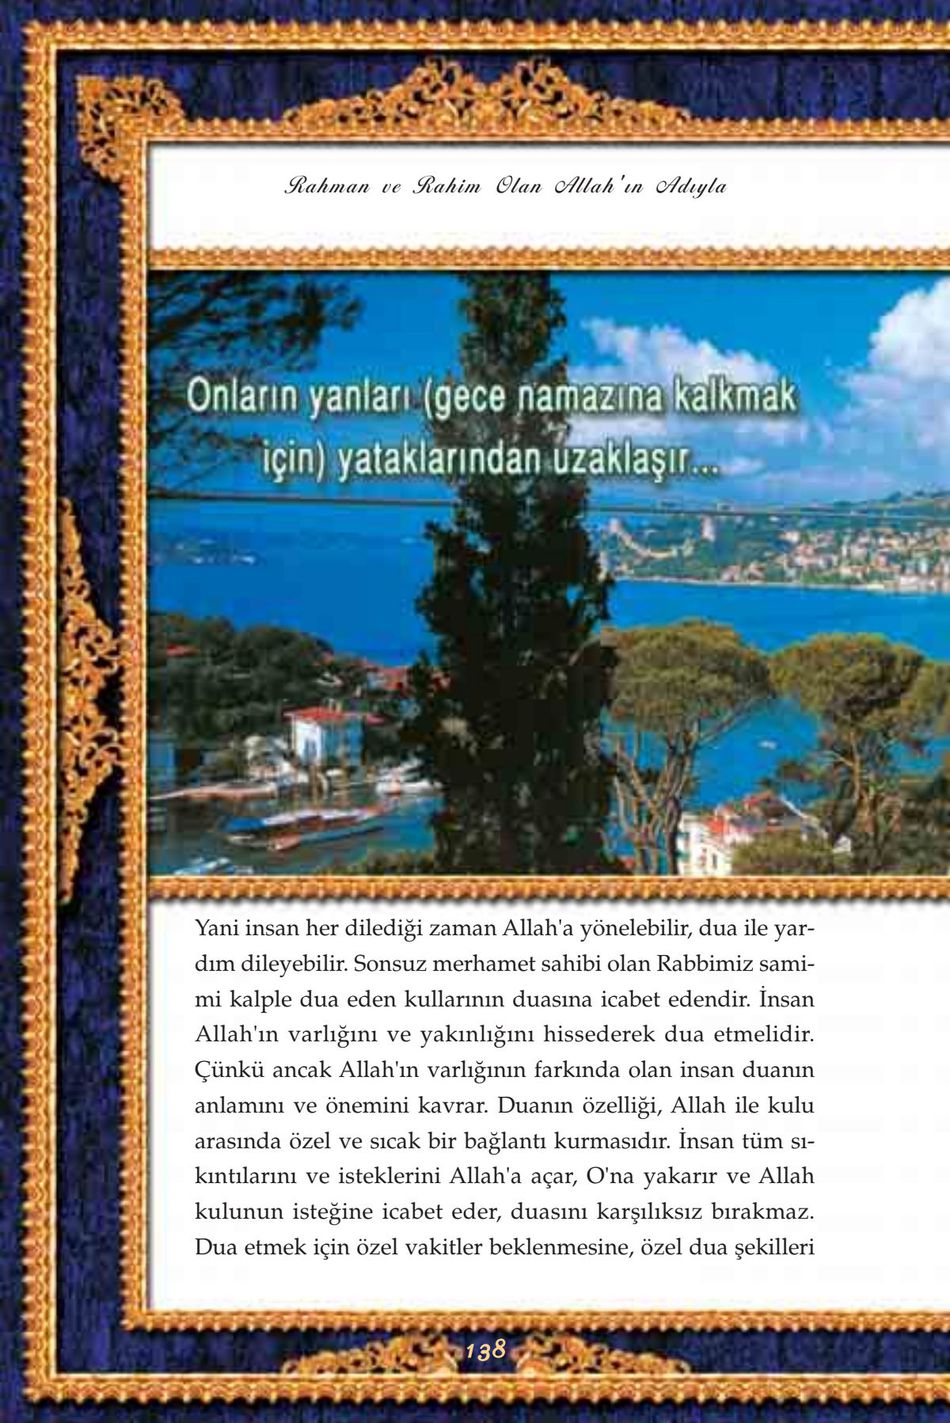 Rahman ve Rahim Olan Allah'ın Adıyla
Onların yanları (gece namazına kalkmak
için) yataklarından uzaklaşır...
Yani insan her dilediği zaman Allah'a yönelebilir, dua ile yar-
dım dileyebilir. Sonsuz merhamet sahibi olan Rabbimiz sami-
mi kalple dua eden kullarının duasına icabet edendir. İnsan
Allah'ın varlığını ve yakınlığını hissederek dua etmelidir.
Çünkü ancak Allah'ın varlığının farkında olan insan duanın
anlamını ve önemini kavrar. Duanın özelliği, Allah ile kulu
arasında özel ve sıcak bir bağlantı kurmasıdır. İnsan tüm sı-
kıntılarını ve isteklerini Allah'a açar, O'na yakarır ve Allah
kulunun isteğine icabet eder, duasını karşılıksız bırakmaz.
Dua etmek için özel vakitler beklenmesine, özel dua şekilleri
138